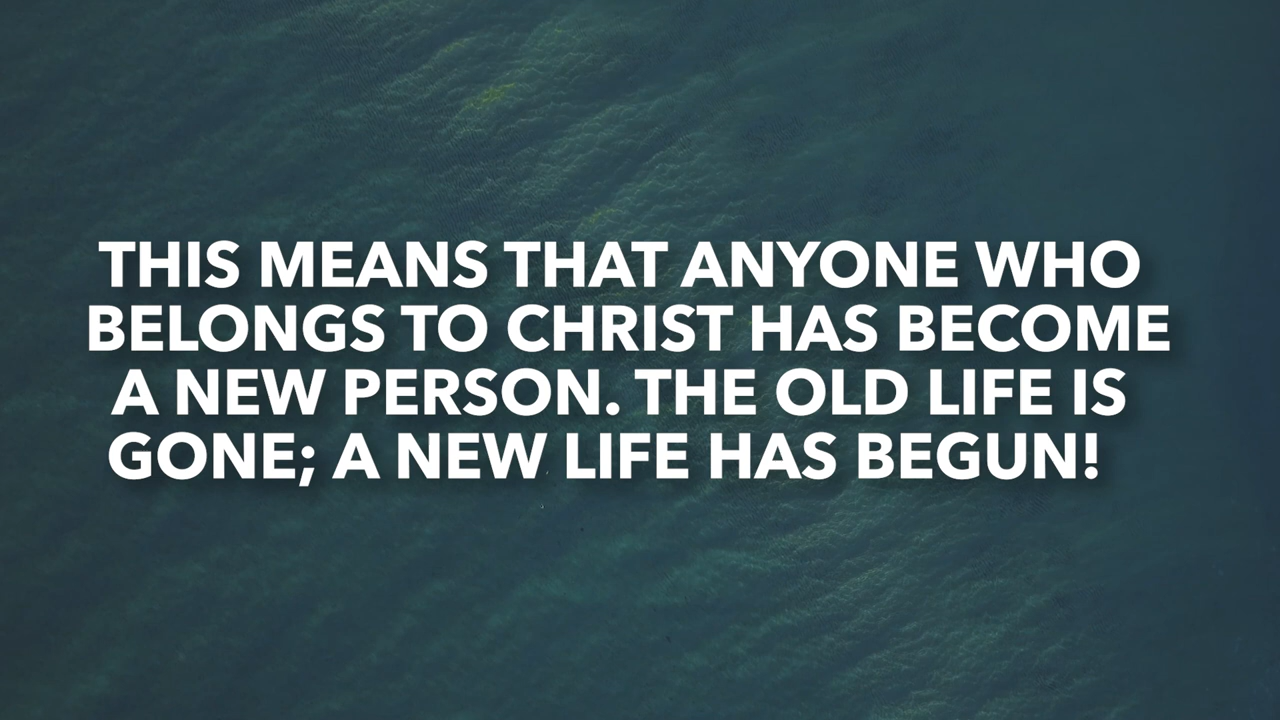 THIS MEANS THAT ANYONE WHO
BELONGS TO CHRIST HAS BECOME
A NEW PERSON. THE OLD LIFE IS
GONE; A NEW LIFE HAS BEGUN!